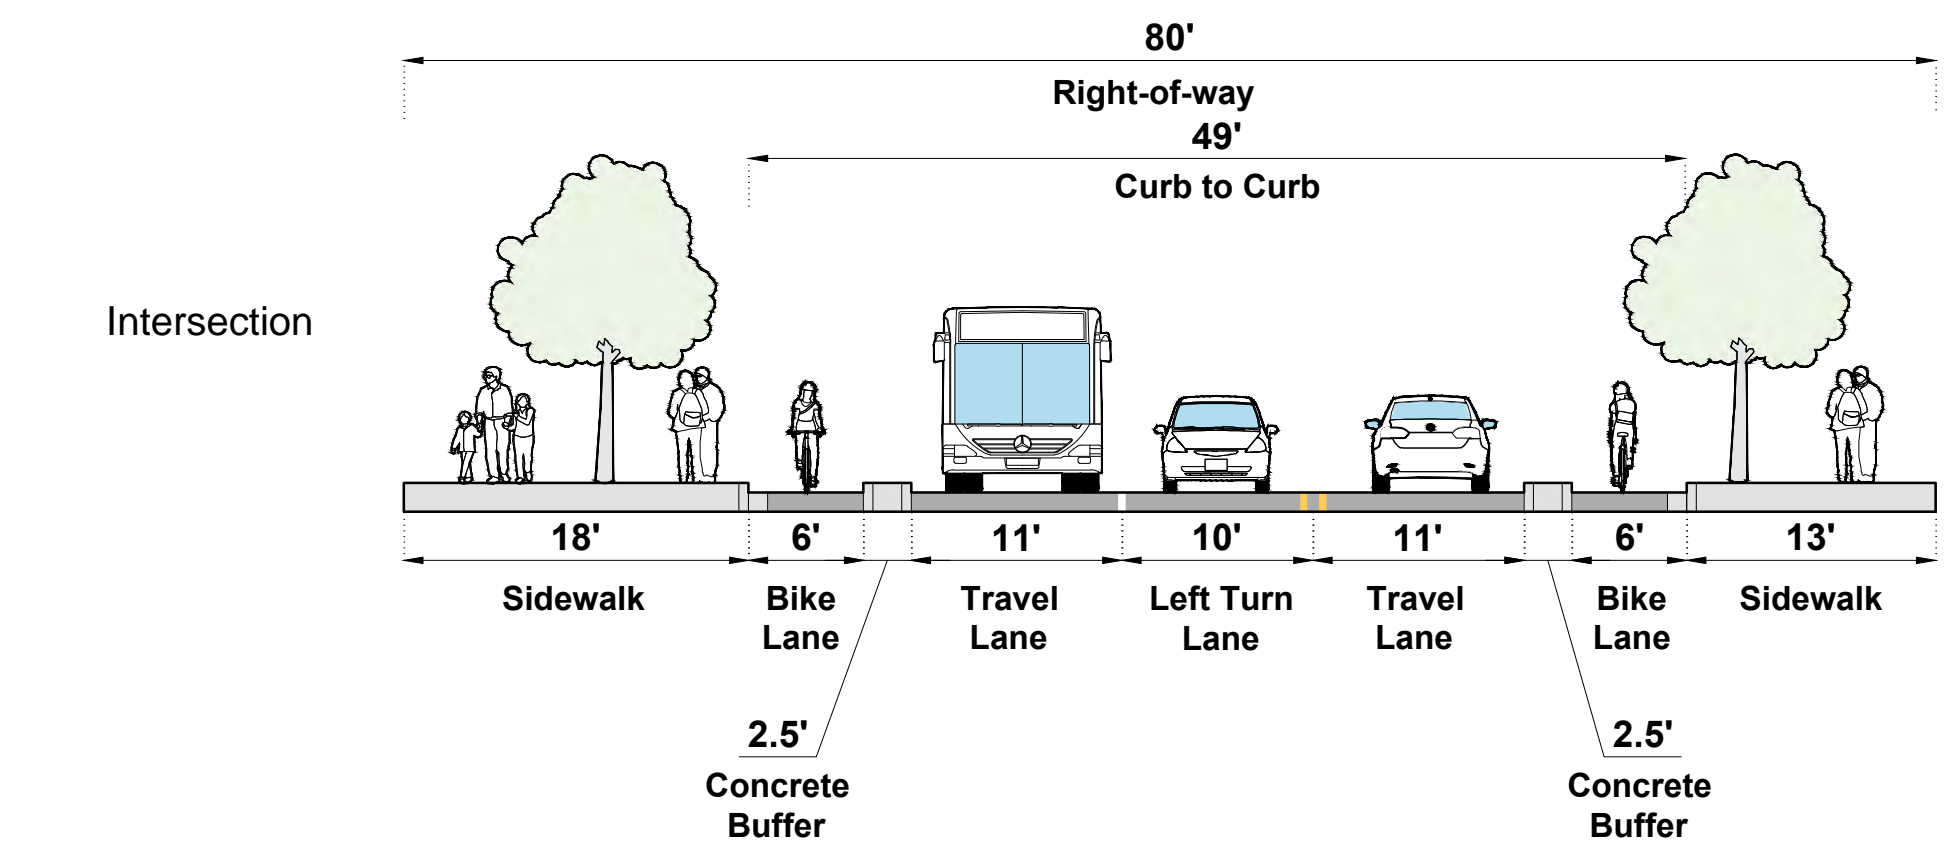 80'
Right-of-way
49'
Curb to Curb
Intersection
18' 6' 11' 10' 11' 6' 13'
Sidewalk Bike Travel Left Turn Travel Bike Sidewalk
Lane Lane Lane Lane Lane
2.5' 2.5'
Concrete Concrete
Buffer Buffer